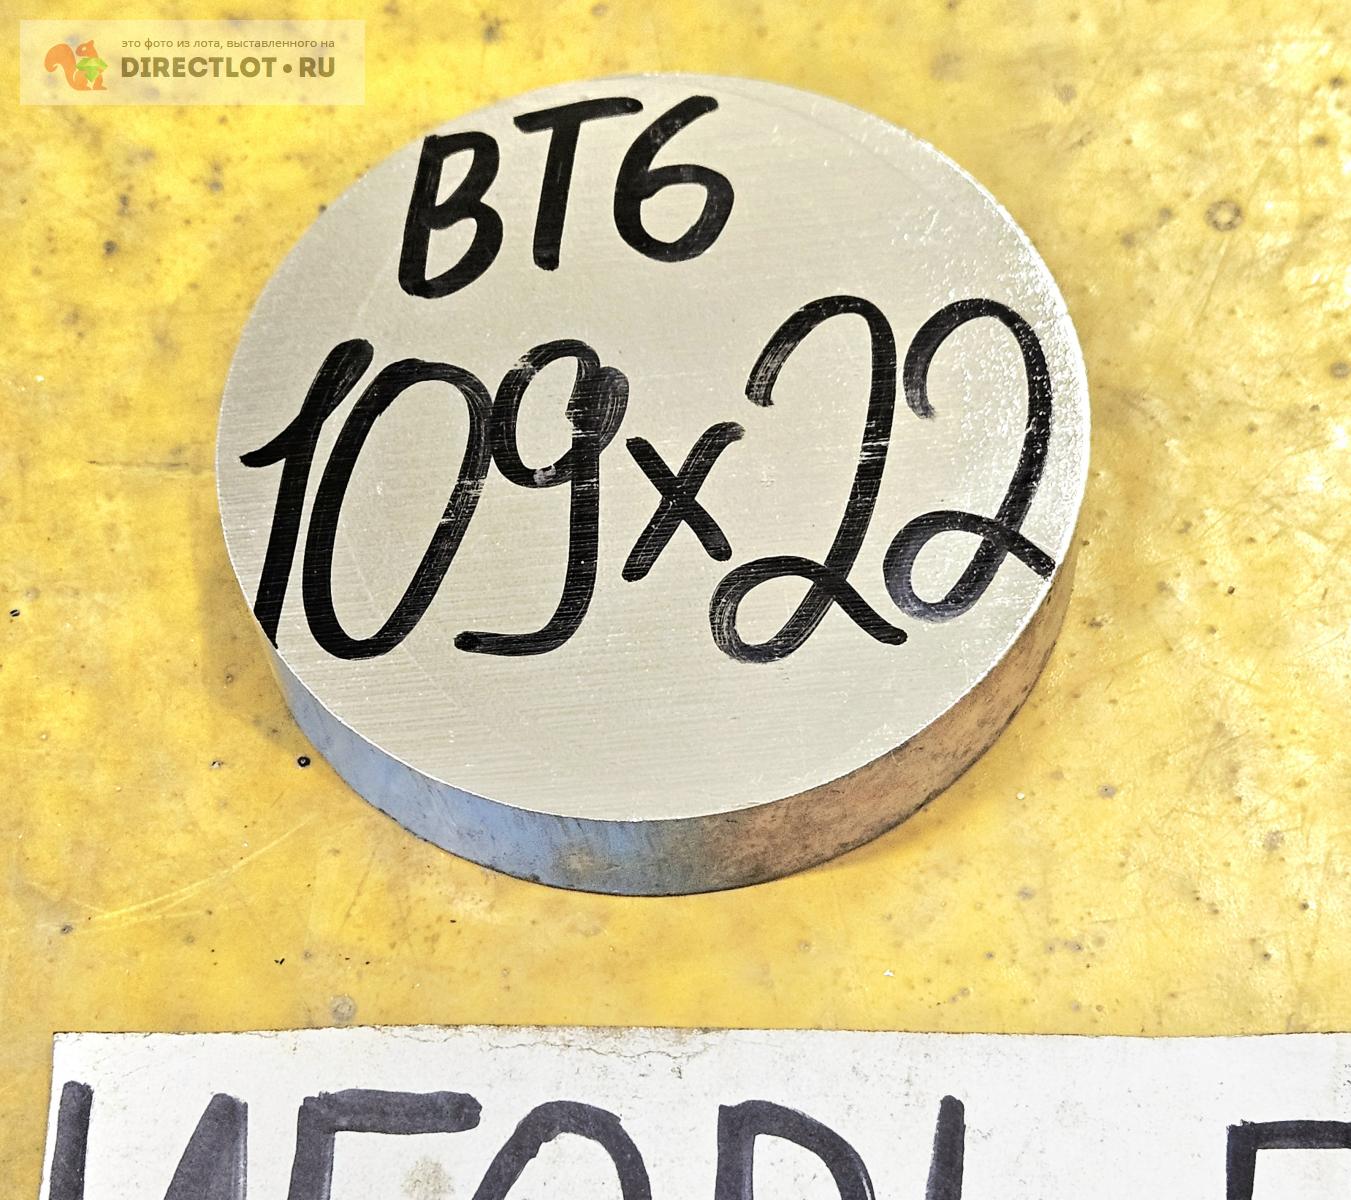 это фото из лота, выставленного на
DIRECTLOT•RU
ВТ6
109x22